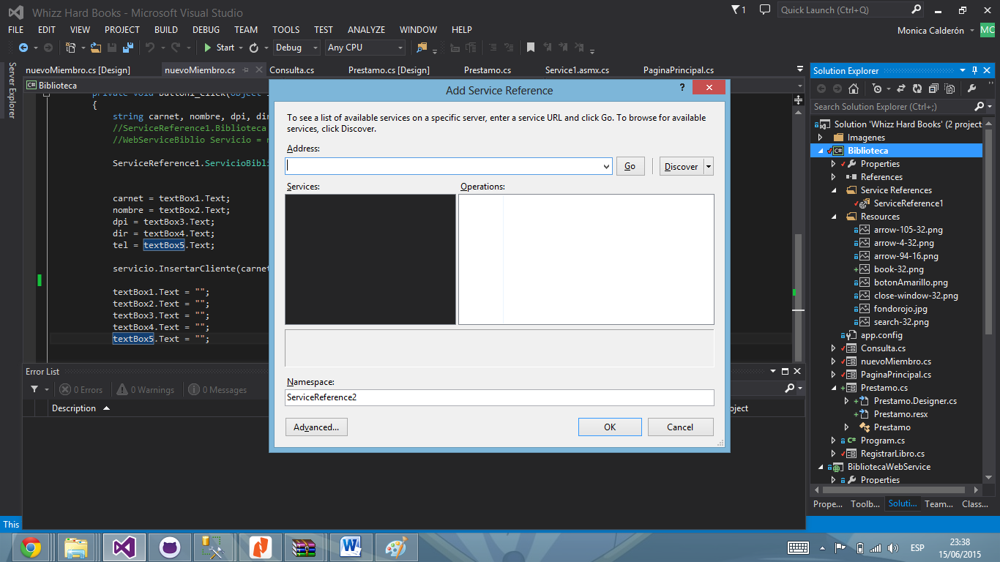 Whizz Hard Books - Microsoft Visual Studio
1
Quick Launch (Ctrl+Q)
FILE EDIT VIEW PROJECT BUILD DEBUG TEAM TOOLS TEST ANALYZE WINDOW HELP
Monica Calderón
MC
Start
Debug
Any CPU
Server Explorer
nuevoMiembro.cs [Design]
nuevoMiembro.cs
Consulta.cs
Prestamo.cs [Design]
Prestamo.cs
Service1.asmx.cs
PaginaPrincipal.cs
Biblioteca
private void button1_Click(object
{
string carnet, nombre, dpi,
//ServiceReference1.Biblioteca
//WebServiceBiblio Servicio =
ServiceReference1.
carnet = textBox1.Text;
nombre = textBox2.Text;
dpi = textBox3.Text;
dir = textBox4.Text;
tel = textBox5.Text;
servicio.InsertarCliente(carnet
textBox1.Text = "";
textBox2.Text = "";
textBox3.Text = "";
textBox4.Text = "";
textBox5.Text = "";
Add Service Reference
?
To see a list of available services on a specific server, enter a service URL and click Go. To browse for available
services, click Discover.
Address:
Go
Discover
Services:
Operations:
Namespace:
ServiceReference2
Advanced...
OK
Cancel
Error List
0 Errors
0 Warnings
0 Messages
Description
Solution Explorer
Search Solution Explorer (Ctrl+;)
Solution 'Whizz Hard Books' (2 project
Imagenes
Biblioteca
Properties
References
Service References
ServiceReference1
Resources
arrow-105-32.png
arrow-4-32.png
arrow-94-16.png
book-32.png
botonAmarillo.png
close-window-32.png
fondorojo.jpg
search-32.png
app.config
Consulta.cs
nuevoMiembro.cs
PaginaPrincipal.cs
Prestamo.cs
Prestamo.Designer.cs
Prestamo.resx
Prestamo
Program.cs
RegistrarLibro.cs
BibliotecaWebService
Properties
Prope... Toolb... Soluti... Team... Class...
This
ESP
23:38
15/06/2015